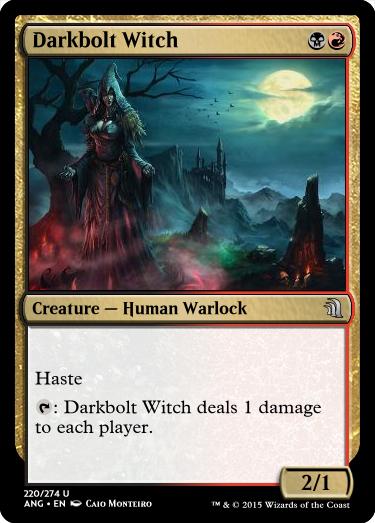 Darkbolt Witch
Creature — Human Warlock
Haste
: Darkbolt Witch deals 1 damage
to each player.
2/1
220/274 U
ANG • EN Caio Monteiro
™ & © 2015 Wizards of the Coast